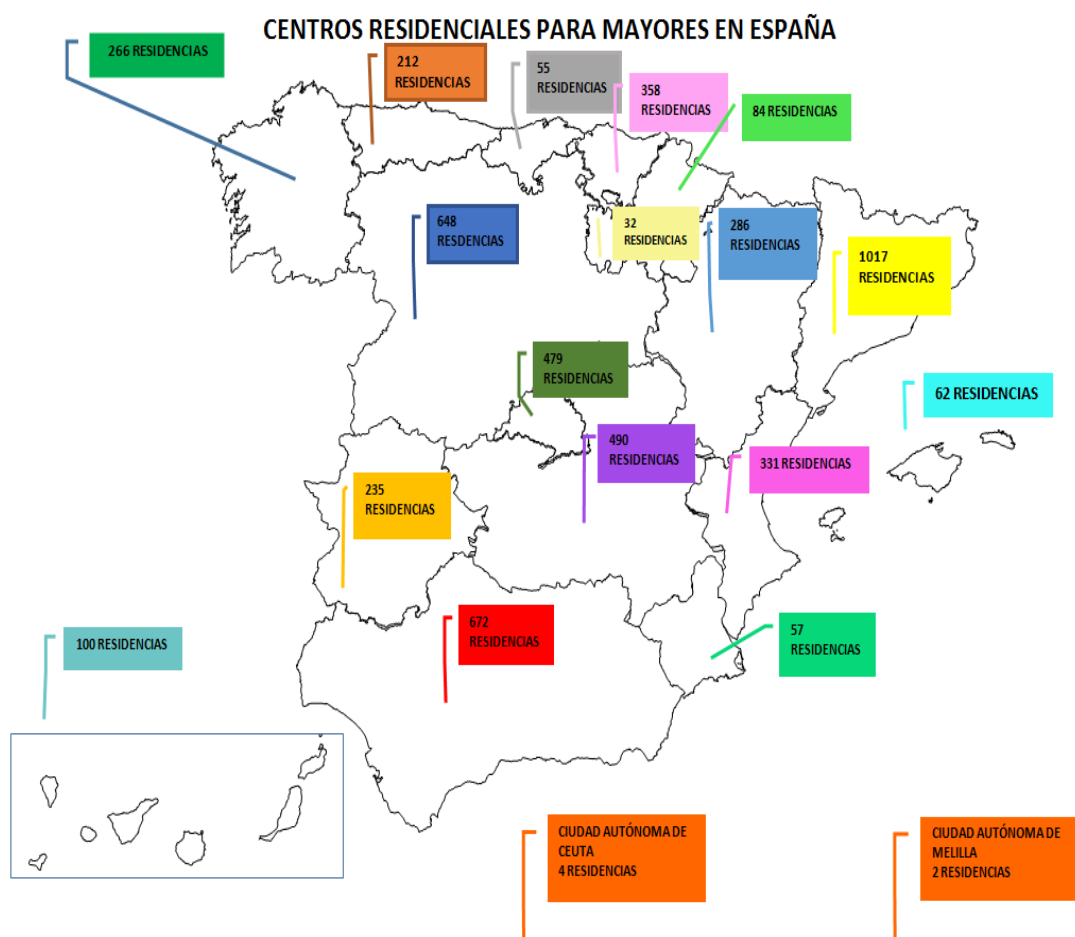 CENTROS RESIDENCIALES PARA MAYORES EN ESPAÑA
266 RESIDENCIAS
212
RESIDENCIAS
55
RESIDENCIAS
358
RESIDENCIAS
84 RESIDENCIAS
648
RESDENCIAS
32
RESIDENCIAS
286
RESIDENCIAS
1017
RESIDENCIAS
479
RESIDENCIAS
62 RESIDENCIAS
490
RESIDENCIAS
331 RESIDENCIAS
235
RESIDENCIAS
672
RESIDENCIAS
57
RESIDENCIAS
100 RESIDENCIAS
CIUDAD AUTÓNOMA DE
CEUTA
4 RESIDENCIAS
CIUDAD AUTÓNOMA DE
MELILLA
2 RESIDENCIAS